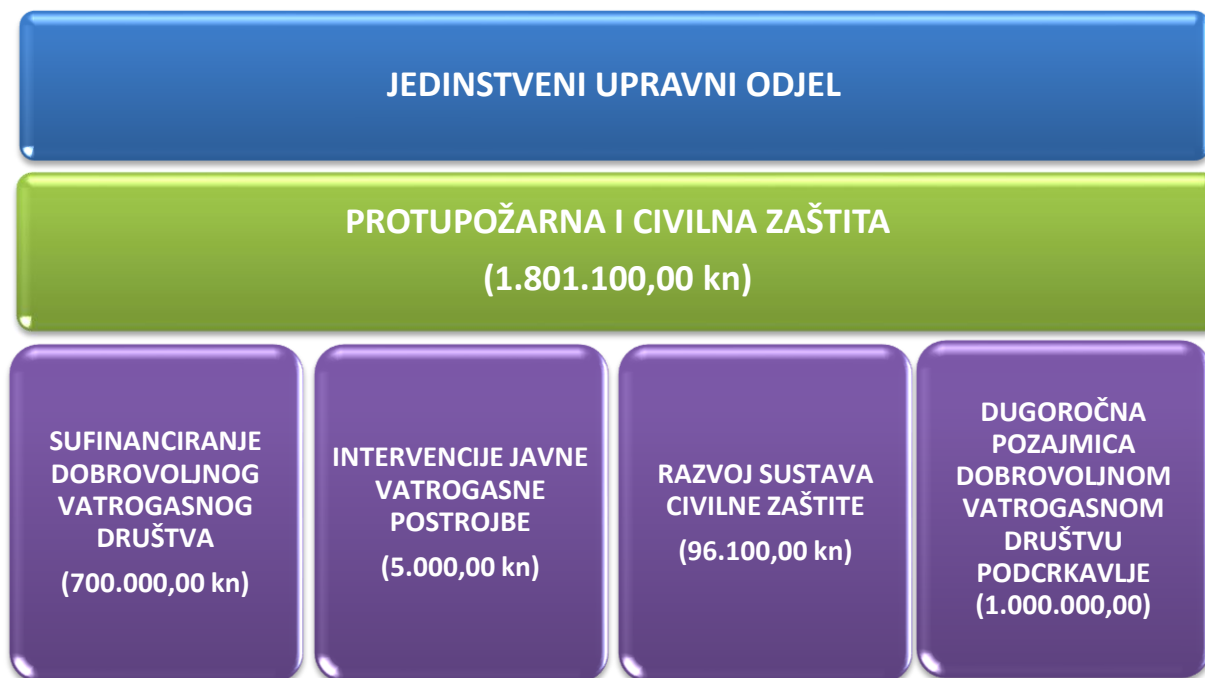 JEDINSTVENI UPRAVNI ODJEL
PROTUPOŽARNA I CIVILNA ZAŠTITA
(1.801.100,00 kn)
SUFINANCIRANJE
DOBROVOLJNOG
VATROGASNOG
DRUŠTVA
(700.000,00 kn)
INTERVENCIJE JAVNE
VATROGASNE
POSTROJBE
(5.000,00 kn)
RAZVOJ SUSTAVA
CIVILNE ZAŠTITE
(96.100,00 kn)
DUGOROČNA
POZAJMICA
DOBROVOLJNOM
VATROGASNOM
DRUŠTVU
PODCRKAVLJE
(1.000.000,00)